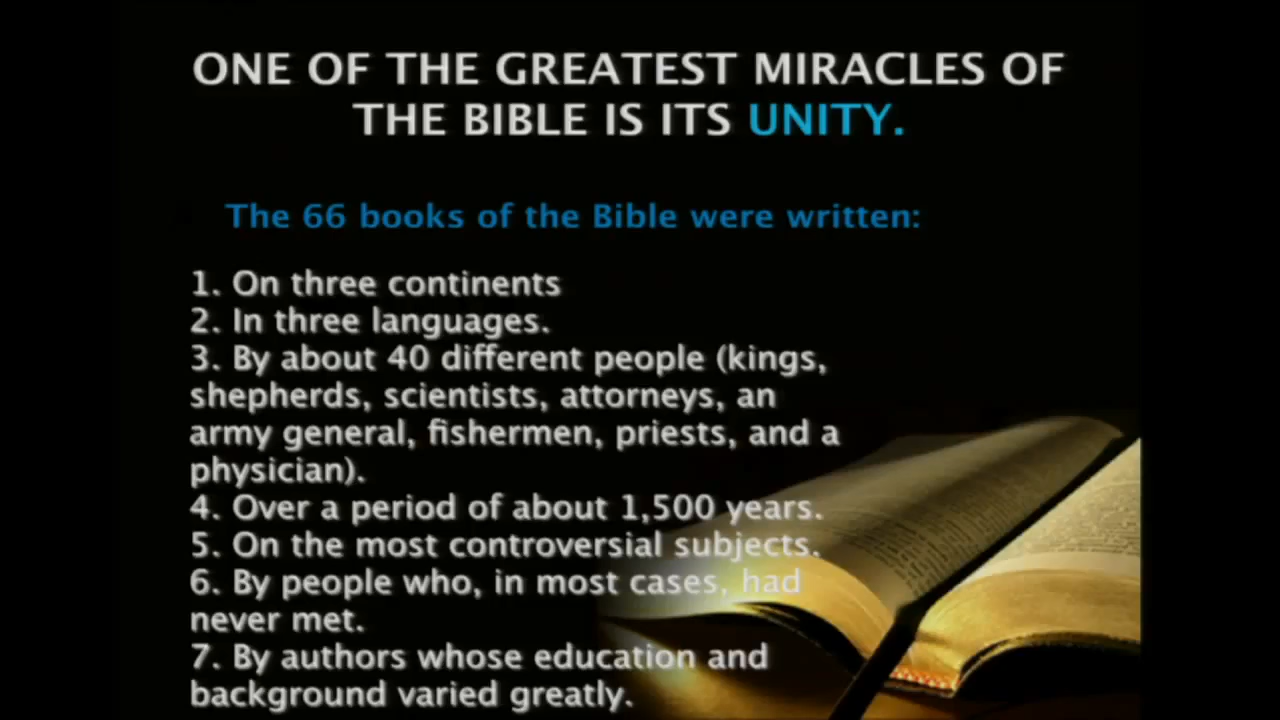 ONE OF THE GREATEST MIRACLES OF
THE BIBLE IS ITS UNITY.
The 66 books of the Bible were written:
1. On three continents
2. In three languages.
3. By about 40 different people (kings,
shepherds, scientists, attorneys, an
army general, fishermen, priests, and a
physician).
4. Over a period of about 1,500 years.
5. On the most controversial subjects.
6. By people who, in most cases, had
never met.
7. By authors whose education and
background varied greatly.